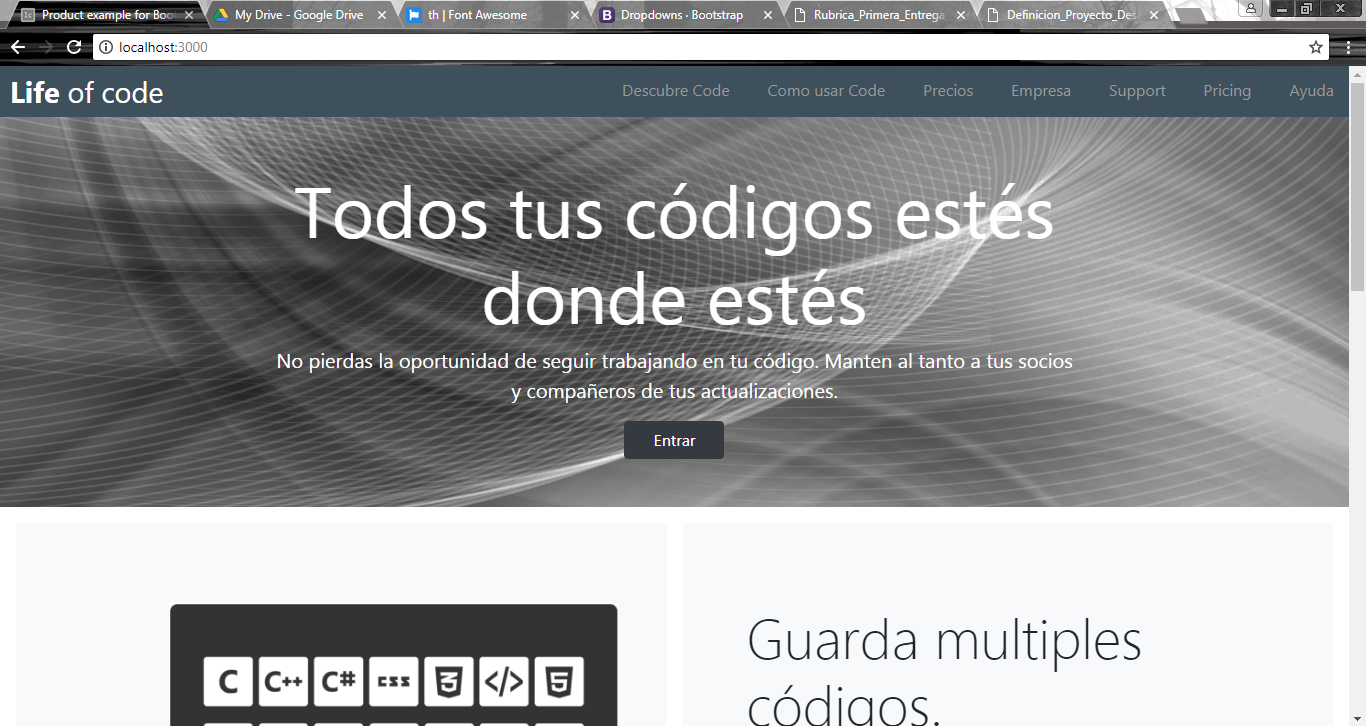 Product example for Boo
My Drive - Google Drive
th | Font Awesome
Dropdowns · Bootstrap
Rubrica_Primera_Entrega
Definicion_Proyecto_Des
localhost:3000
Life of code
Descubre Code
Como usar Code
Precios
Empresa
Support
Pricing
Ayuda
Todos tus códigos estés
donde estés
No pierdas la oportunidad de seguir trabajando en tu código. Manten al tanto a tus socios
y compañeros de tus actualizaciones.
Entrar
C C++ C# css 3 </> 5
Guarda multiples
códigos.